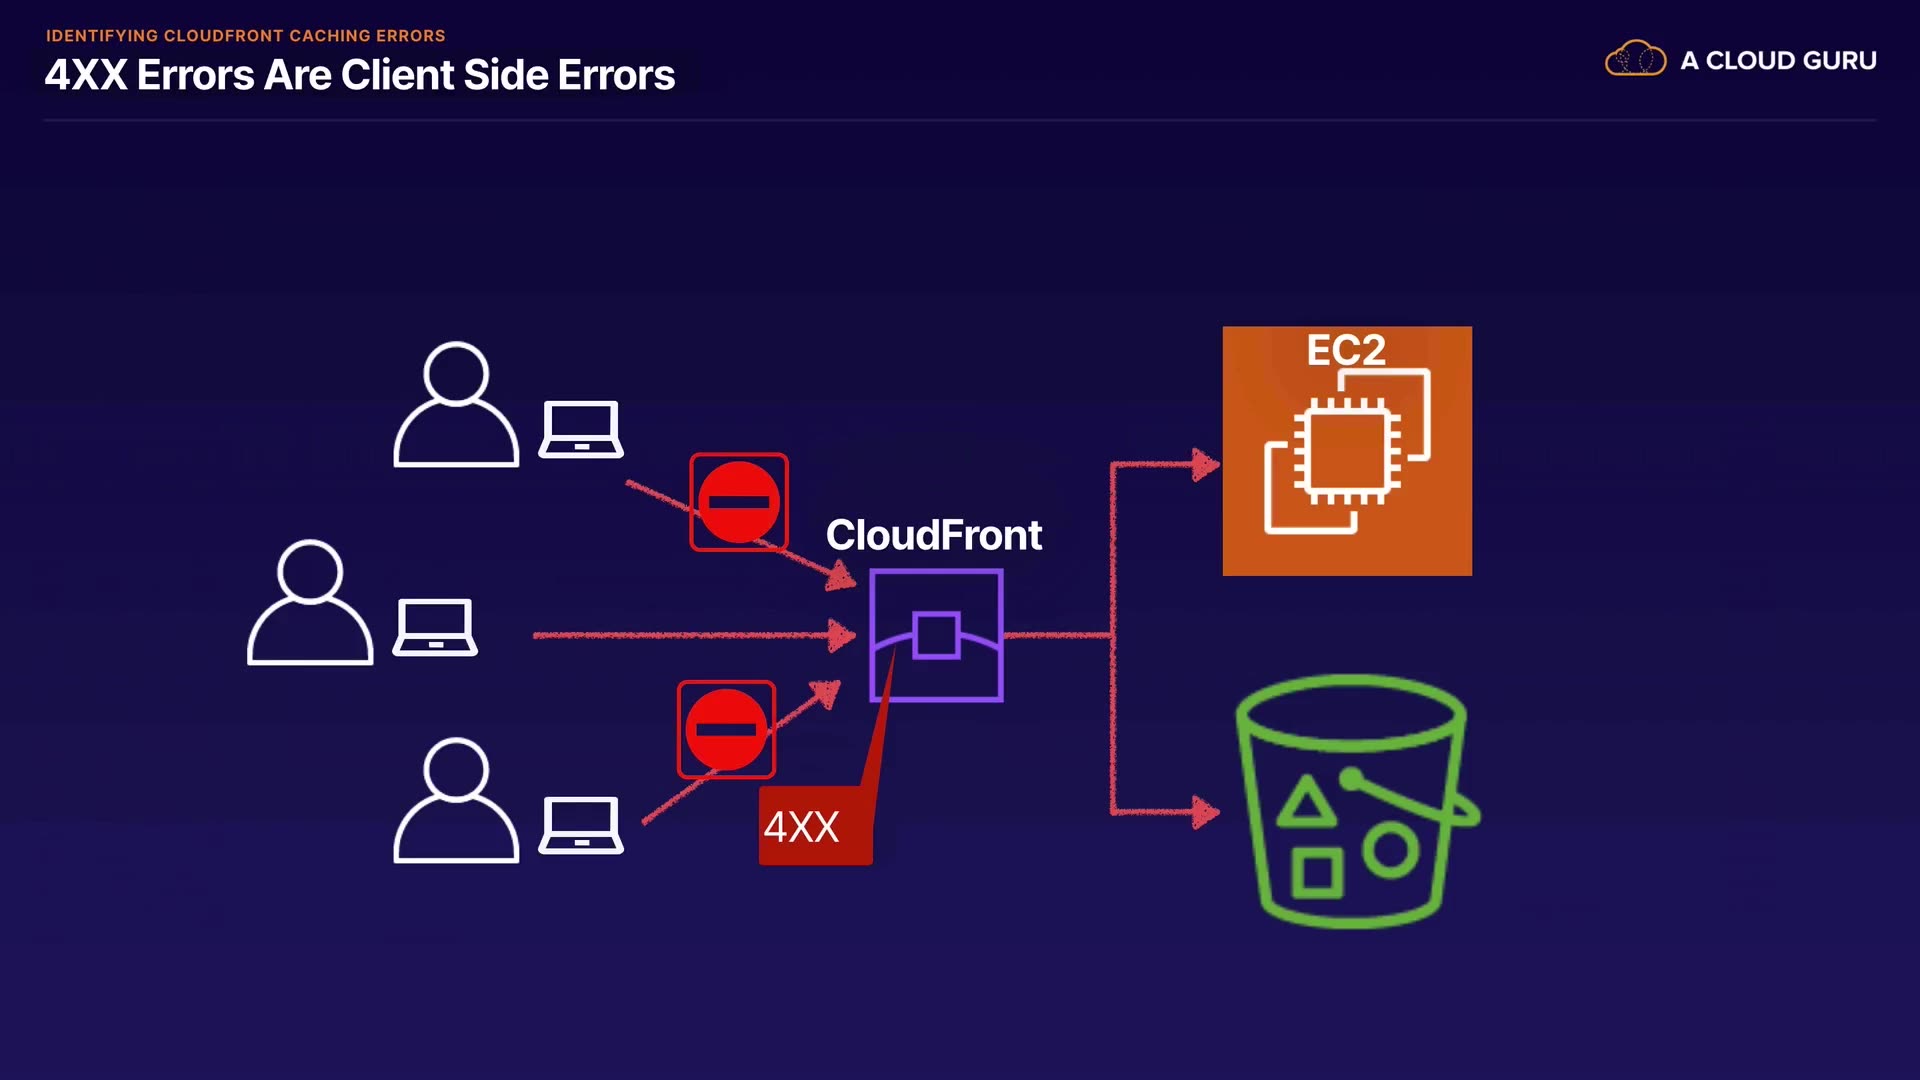 IDENTIFYING CLOUDFRONT CACHING ERRORS
4XX Errors Are Client Side Errors
A CLOUD GURU
EC2
CloudFront
4XX